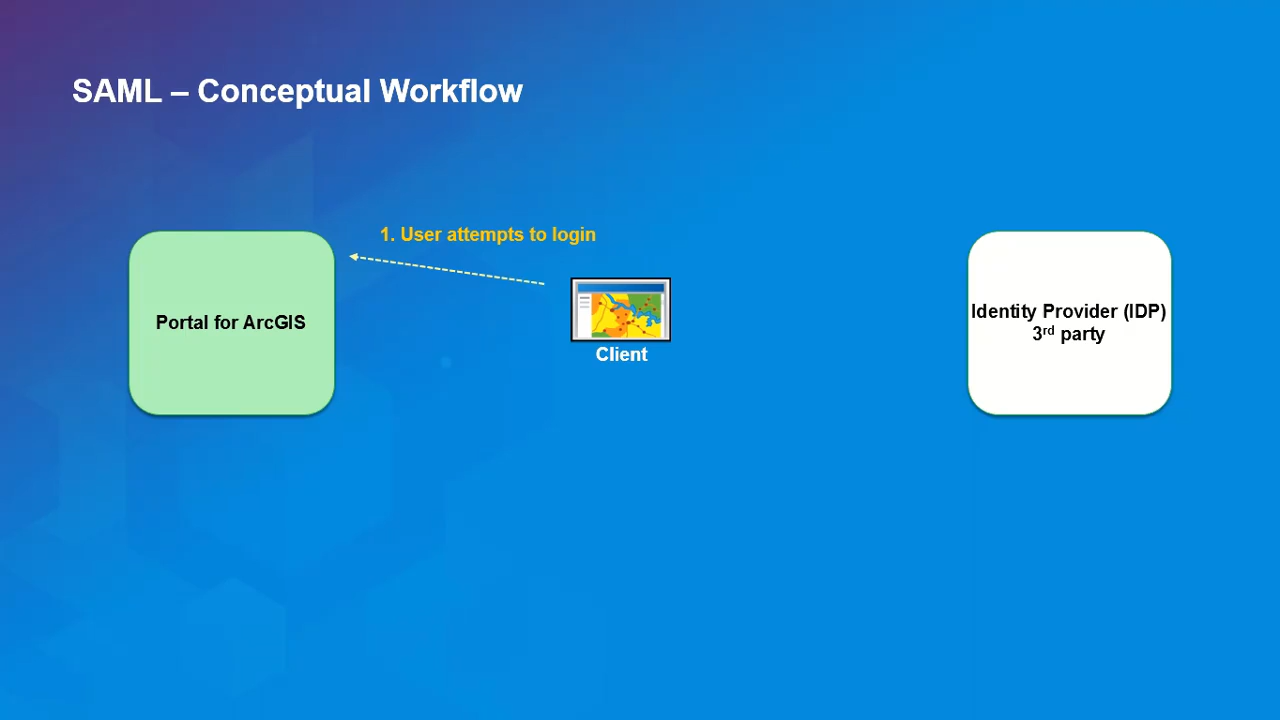 SAML – Conceptual Workflow
1. User attempts to login
Portal for ArcGIS
Client
Identity Provider (IDP)
3rd party